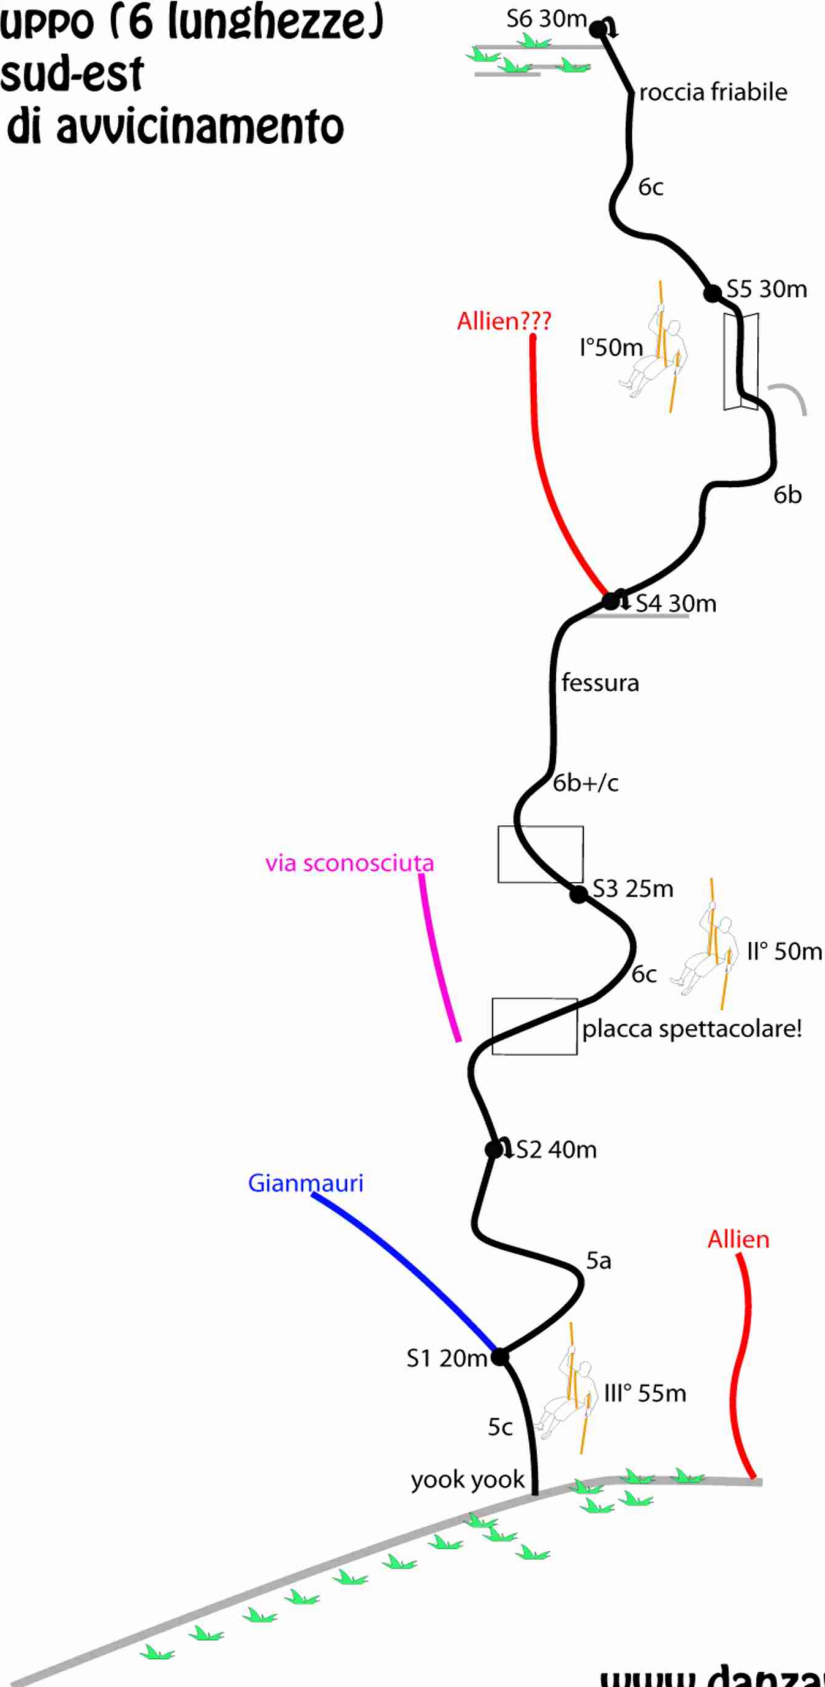 uppo (6 lunghezze)
sud-est
di avvicinamento
S6 30m
roccia friabile
6c
S5 30m
Allien???
I°50m
6b
S4 30m
fessura
6b+/c
via sconosciuta
S3 25m
II° 50m
6c
placca spettacolare!
S2 40m
Gianmauri
5a
Allien
S1 20m
III° 55m
5c
yook yook